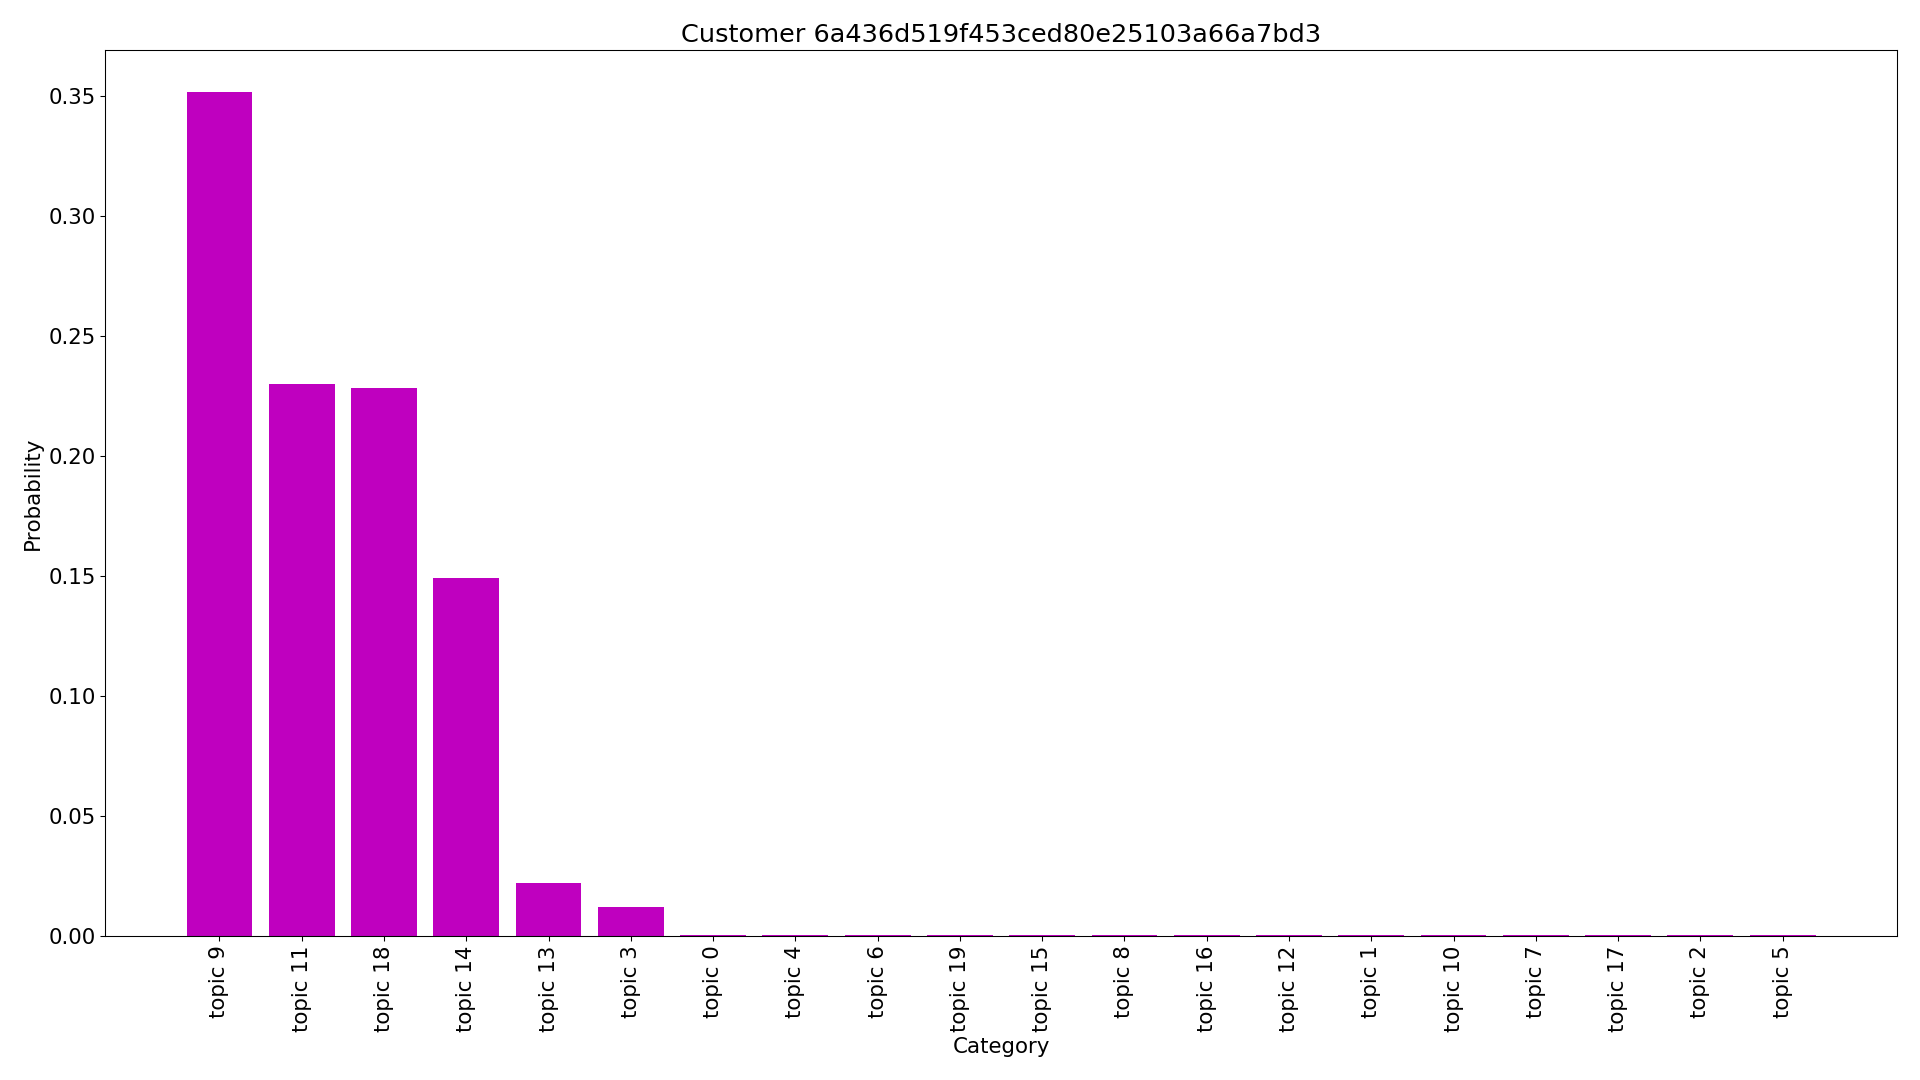 Customer 6a436d519f453ced80e25103a66a7bd3
0.35
0.30
0.25
0.20
0.15
0.10
0.05
0.00
Probability
topic 9
topic 11
topic 18
topic 14
topic 13
topic 3
topic 0
topic 4
topic 6
topic 19
topic 15
topic 8
topic 16
topic 12
topic 1
topic 10
topic 7
topic 17
topic 2
topic 5
Category